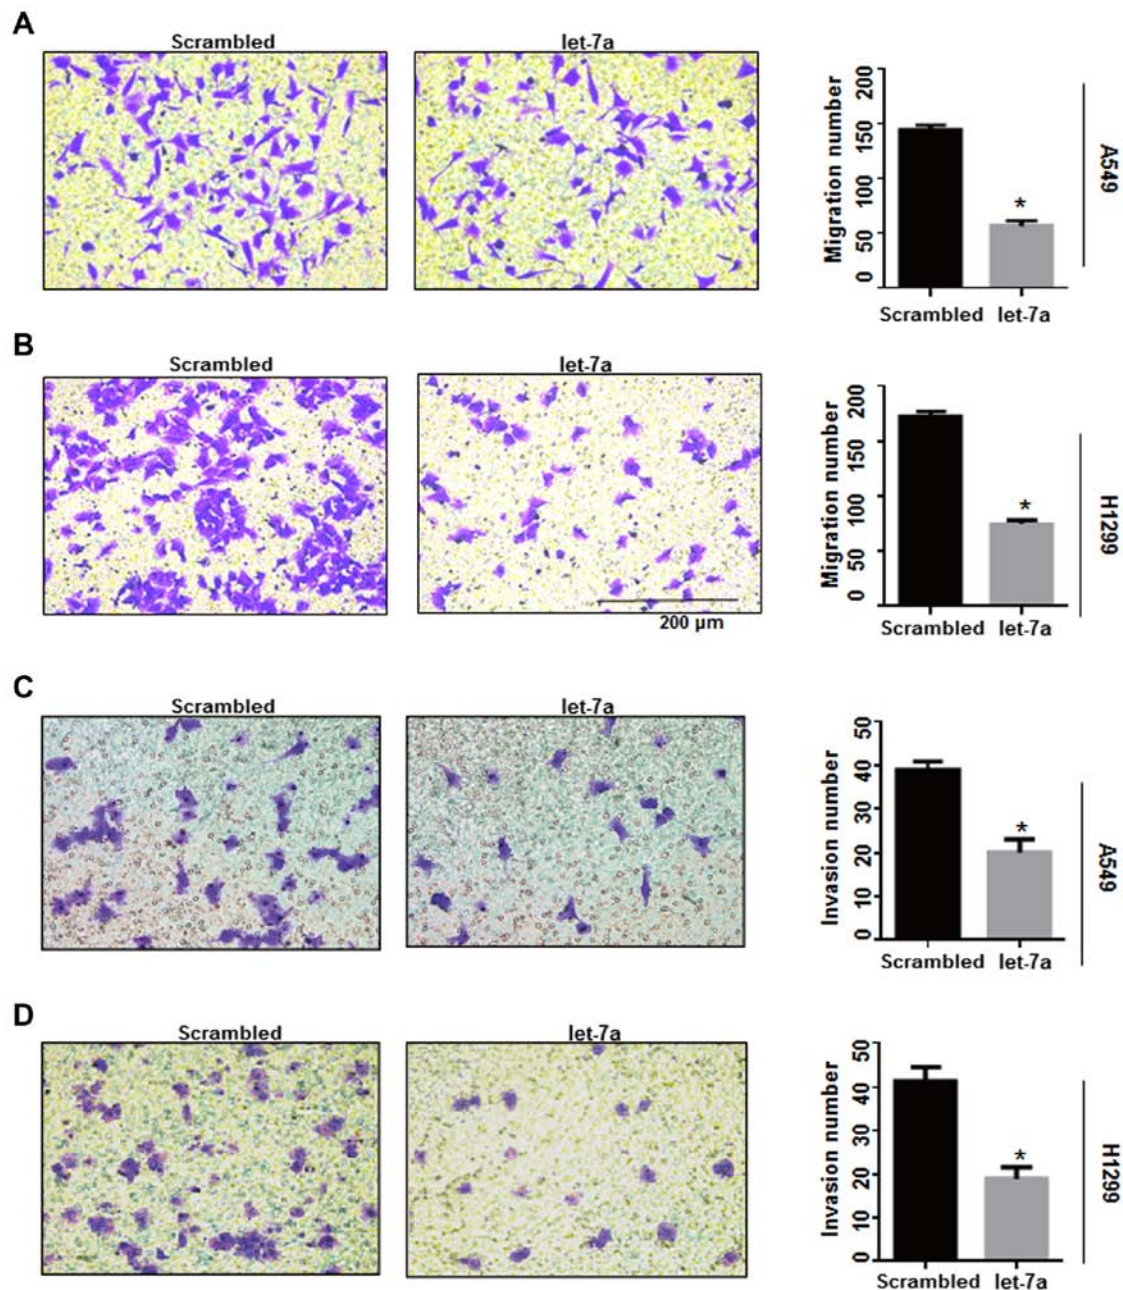 A
Scrambled
let-7a
Migration number
200
150
100
50
0
*
Scrambled let-7a
A549
B
Scrambled
let-7a
200 µm
Migration number
200
150
100
50
0
*
Scrambled let-7a
H1299
C
Scrambled
let-7a
Invasion number
50
40
30
20
10
0
*
Scrambled let-7a
A549
D
Scrambled
let-7a
Invasion number
50
40
30
20
10
0
*
Scrambled let-7a
H1299